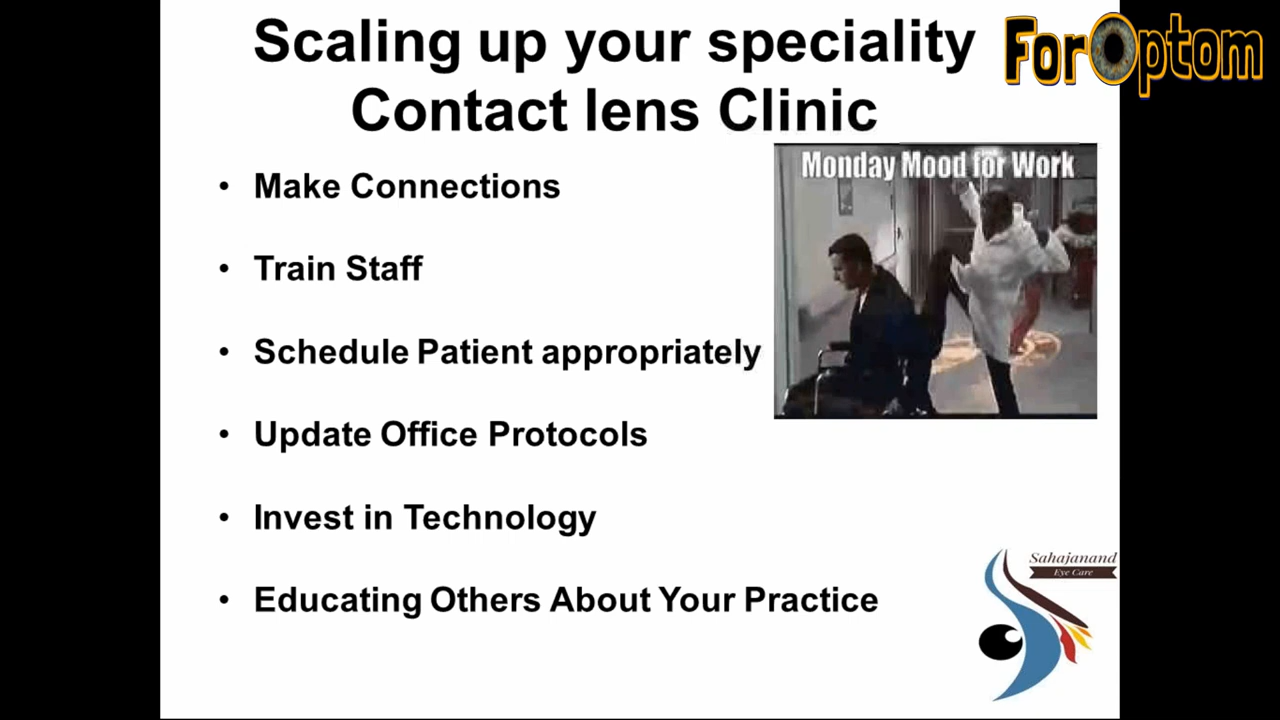 Scaling up your speciality
Contact lens Clinic
ForOptom
Monday Mood for Work
• Make Connections
• Train Staff
• Schedule Patient appropriately
• Update Office Protocols
• Invest in Technology
• Educating Others About Your Practice
Sahajanand
Eye Care